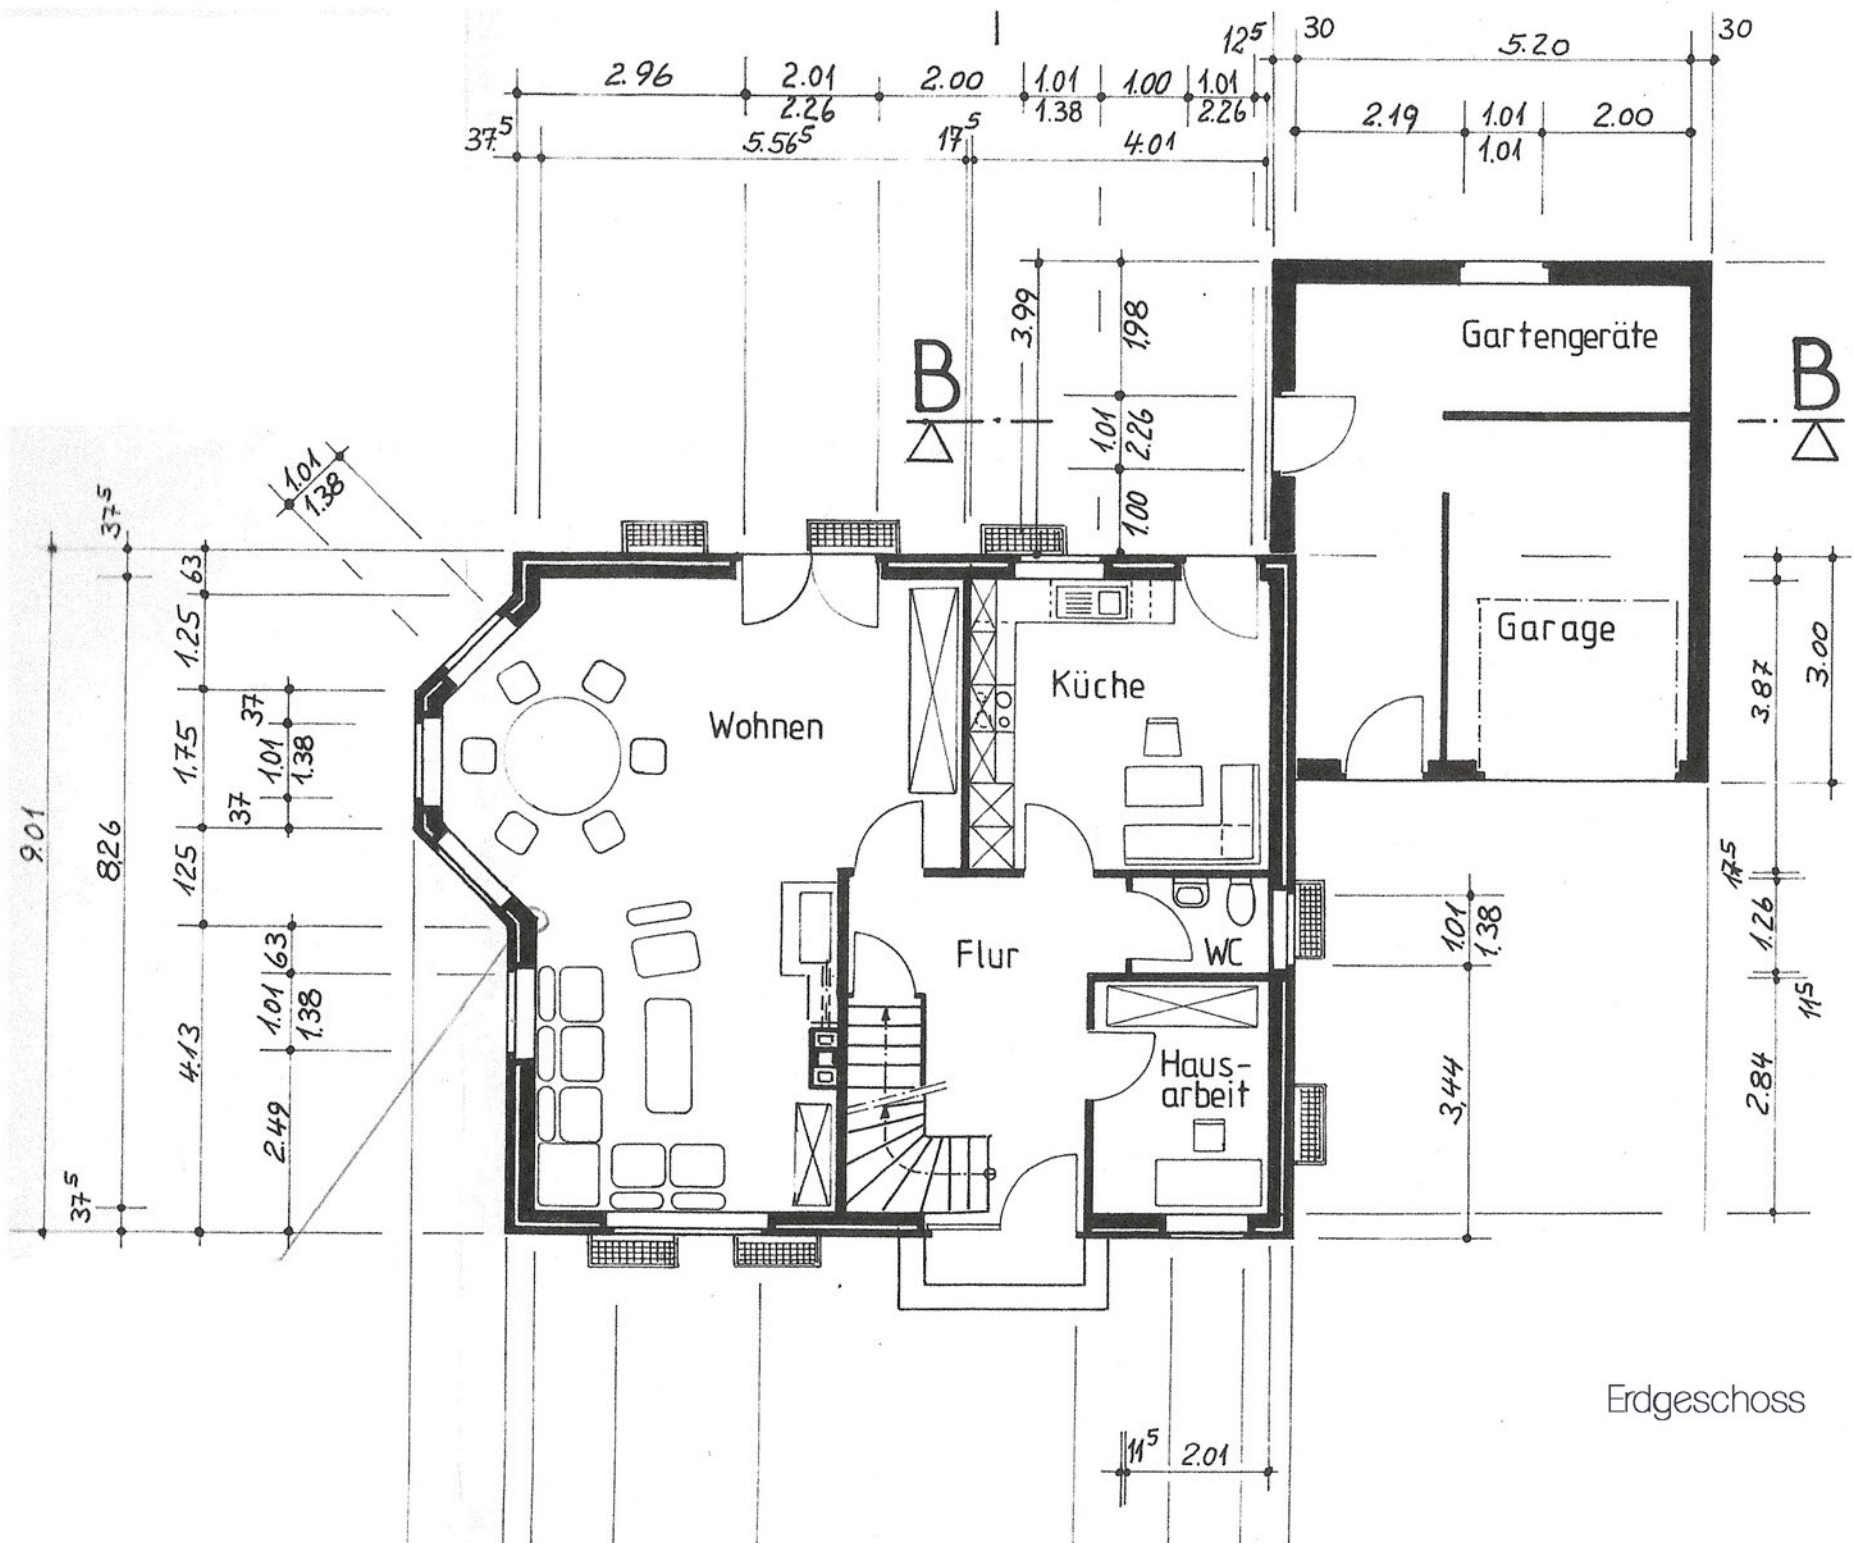 12⁵ 30 5.20 30
2.96 2.01 2.00 1.01 1.00 1.01
2.26 1.38 2.26
2.19 1.01 2.00
1.01
37⁵ 5.56⁵ 17⁵ 4.01
3.99
1,98
1.01
2.26
1.00
B
B
Gartengeräte
Garage
1.01
1.38
37⁵
63
1.25
1,75
125
4.13
37
1.01
1.38
37
63
1.01
1.38
2.49
9.01
8,26
37⁵
Wohnen
Küche
Flur
WC
Haus-
arbeit
3.87
3.00
17⁵
1.26
11⁵
2.84
1.01
1.38
3,44
Erdgeschoss
11⁵ 2.01